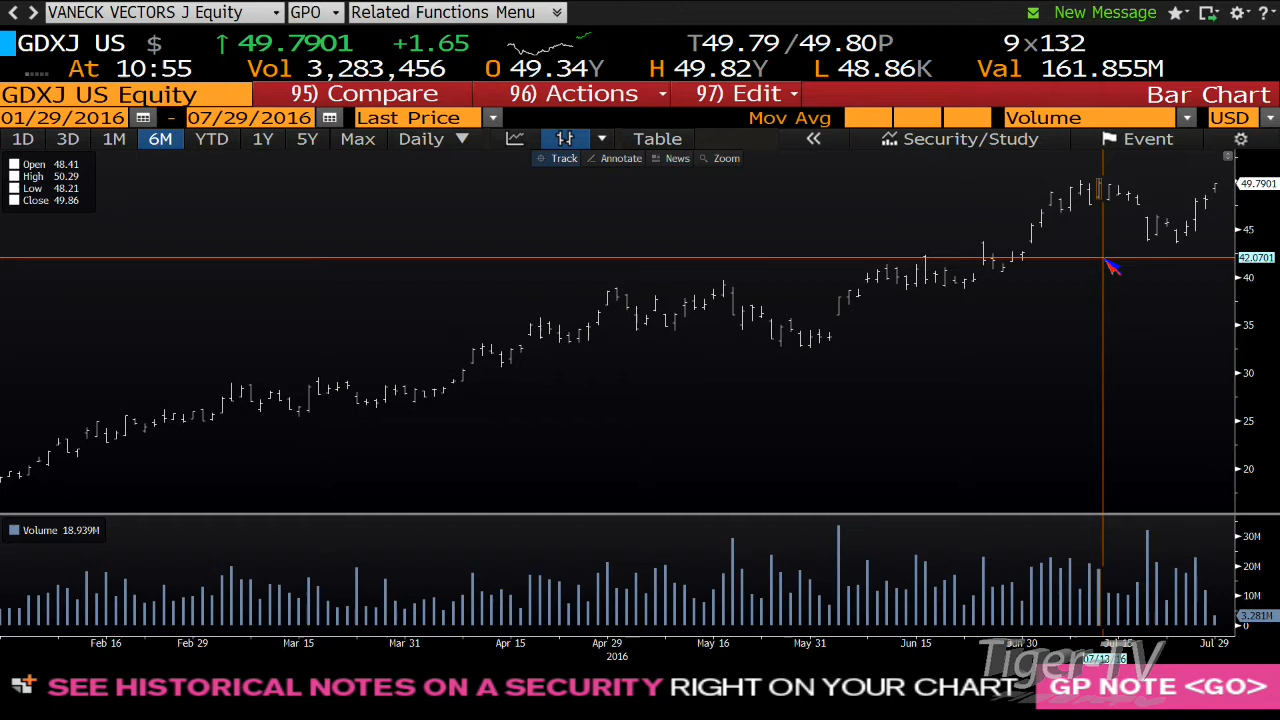 VANECK VECTORS J Equity GPO Related Functions Menu New Message
GDXJ US $ ↑ 49.7901 +1.65 T49.79 / 49.80P 9 x 132
At 10:55 Vol 3,283,456 O 49.34Y H 49.82Y L 48.86K Val 161.855M
GDXJ US Equity 95) Compare 96) Actions 97) Edit Bar Chart
01/29/2016 - 07/29/2016 Last Price Mov Avg Volume USD
1D 3D 1M 6M YTD 1Y 5Y Max Daily ▼ Table « Security/Study Event
Track Annotate News Zoom
Open 48.41
High 50.29
Low 48.21
Close 49.86
49.7901
45
42.0701
40
35
30
25
20
Volume 18.939M
30M
20M
10M
3.281M
0
Feb 16 Feb 29 Mar 15 Mar 31 Apr 15 Apr 29 May 16 May 31 Jun 15 Jun 30 Jul 15 Jul 29
2016 07/13/16
Tiger-TV
SEE HISTORICAL NOTES ON A SECURITY RIGHT ON YOUR CHART GP NOTE <GO>